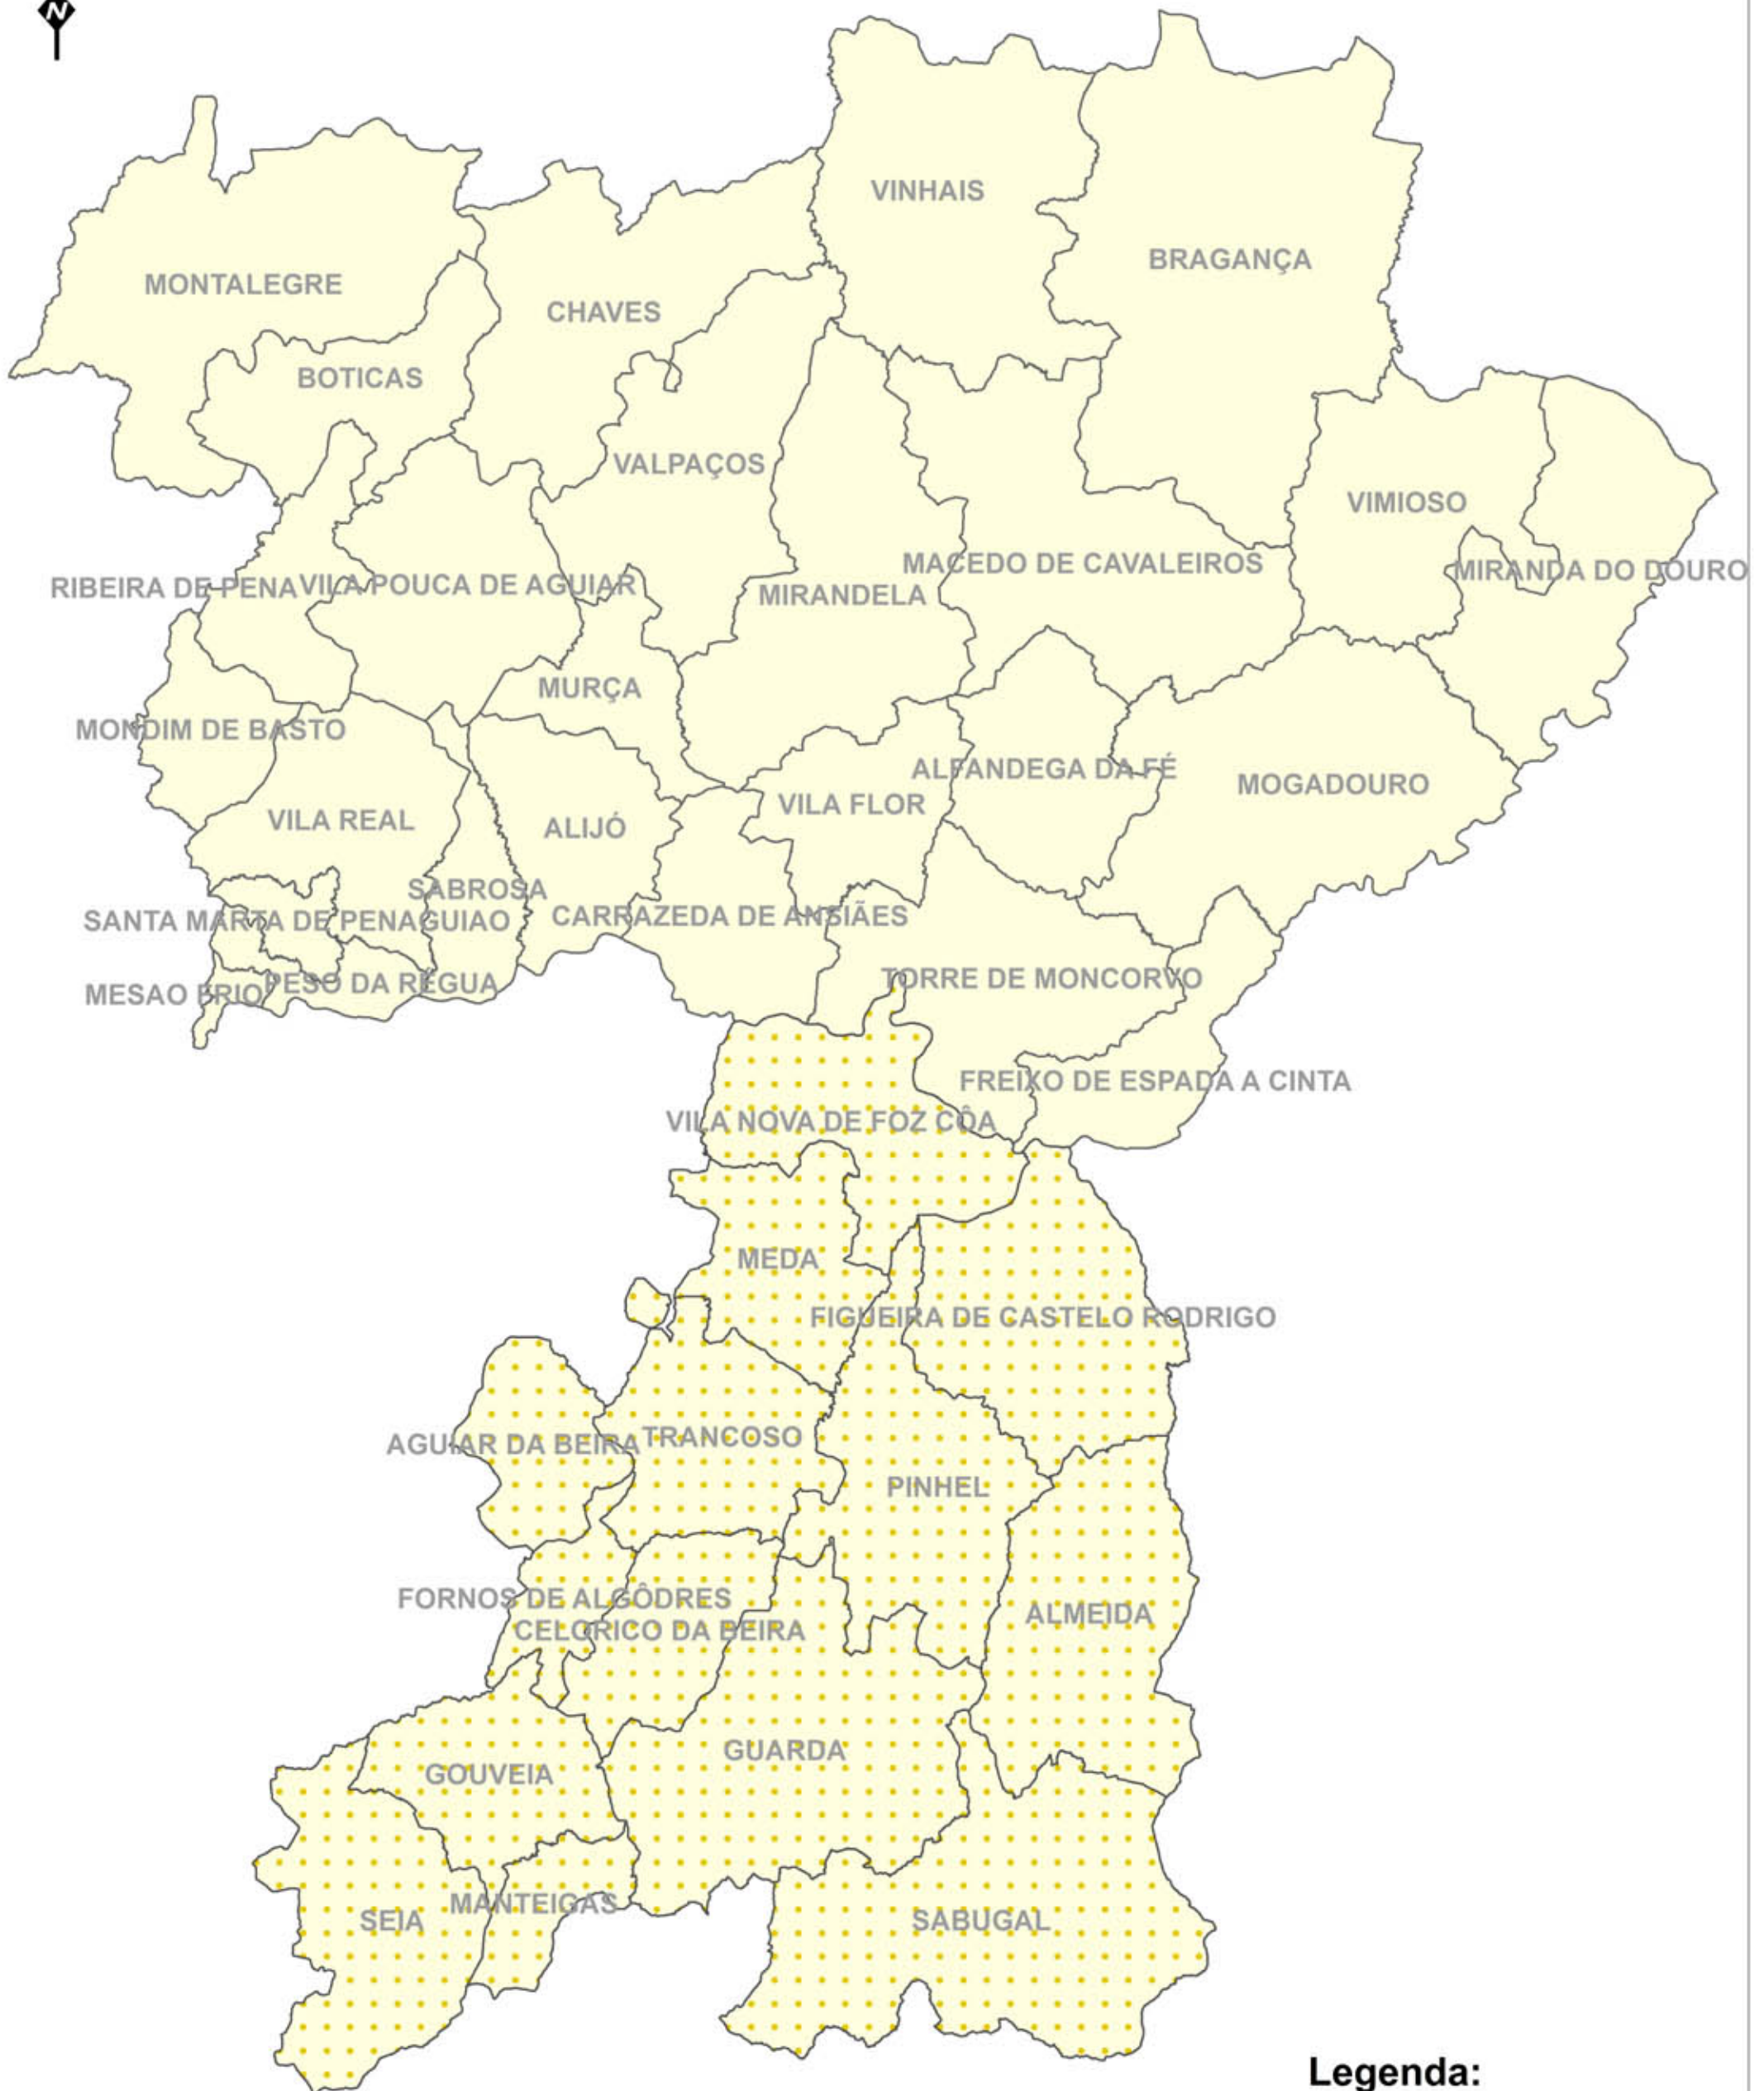 N
VINHAIS
BRAGANÇA
MONTALEGRE
CHAVES
BOTICAS
VALPAÇOS
VIMIOSO
MACEDO DE CAVALEIROS
MIRANDA DO DOURO
RIBEIRA DE PENA
VILA POUCA DE AGUIAR
MIRANDELA
MURÇA
MONDIM DE BASTO
ALFANDEGA DA FÉ
MOGADOURO
VILA FLOR
VILA REAL
ALIJÓ
SABROSA
SANTA MARTA DE PENAGUIAO
CARRAZEDA DE ANSIÃES
TORRE DE MONCORVO
PESO DA RÉGUA
MESAO FRIO
FREIXO DE ESPADA A CINTA
VILA NOVA DE FOZ CÔA
MEDA
FIGUEIRA DE CASTELO RODRIGO
AGUIAR DA BEIRA
TRANCOSO
PINHEL
FORNOS DE ALGÔDRES
ALMEIDA
CELORICO DA BEIRA
GUARDA
GOUVEIA
MANTEIGAS
SEIA
SABUGAL
Legenda: